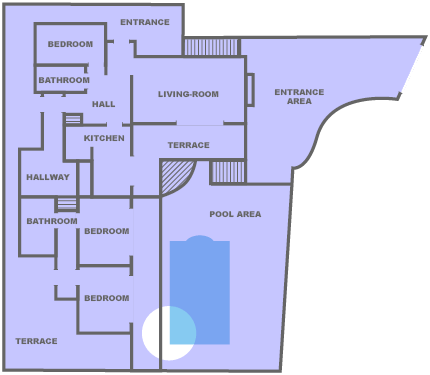 ENTRANCE
BEDROOM
BATHROOM
LIVING-ROOM
ENTRANCE
AREA
HALL
KITCHEN
TERRACE
HALLWAY
POOL AREA
BATHROOM
BEDROOM
BEDROOM
TERRACE